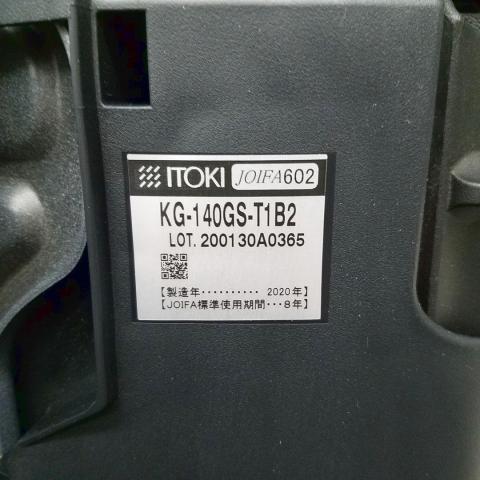 ITOKI JOIFA602
KG-140GS-T1B2
LOT. 200130A0365
【製造年・・・・・・・・・・ 2020年】
【JOIFA標準使用期間・・・8年】